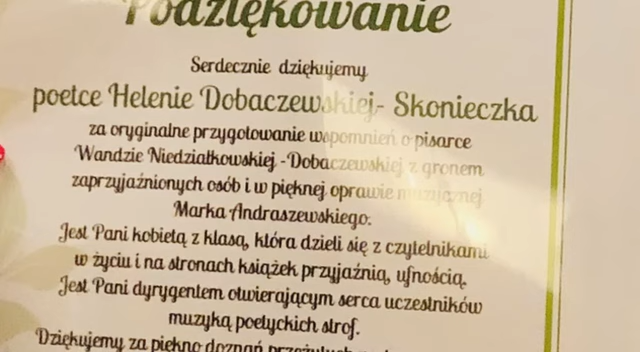 Podziękowanie
Serdecznie dziękujemy
poetce Helenie Dobaczewskiej- Skonieczka
za oryginalne przygotowanie wspomnień o pisarce
Wandzie Niedziałkowskiej -Dobaczewskiej z gronem
zaprzyjaźnionych osób i w pięknej oprawie muzycznej
Marka Andraszewskiego.
Jest Pani kobietą z klasą, która dzieli się z czytelnikami
w życiu i na stronach książek przyjaźnią, ufnością.
Jest Pani dyrygentem otwierającym serca uczestników
muzyką poetyckich strof.
Dziękujemy za piękno doznań